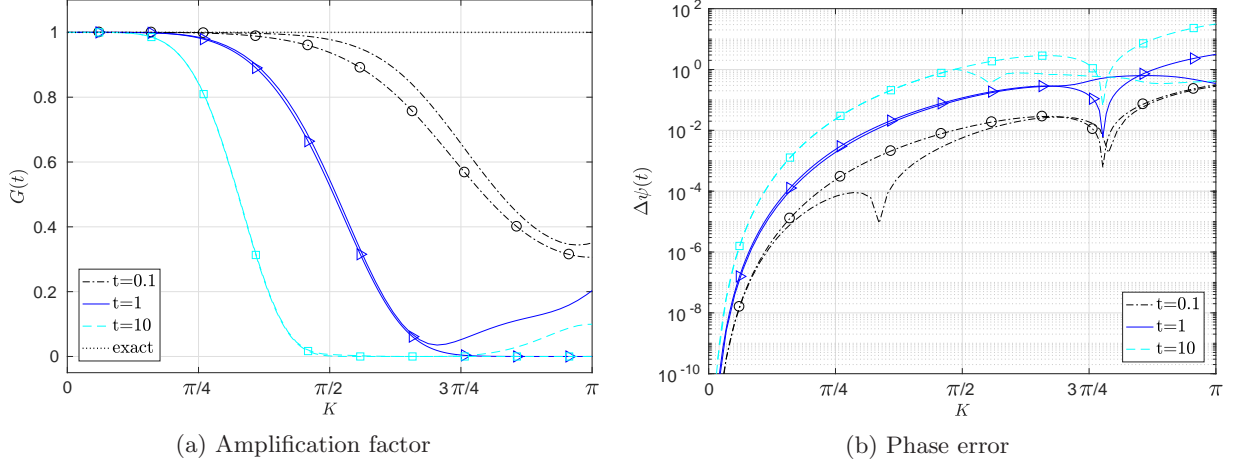 1
0.8
0.6
0.4
0.2
0
G(t)
t=0.1
t=1
t=10
exact
0 π/4 π/2 3π/4 π
K
(a) Amplification factor
10^2
10^0
10^-2
10^-4
10^-6
10^-8
10^-10
Δψ(t)
t=0.1
t=1
t=10
0 π/4 π/2 3π/4 π
K
(b) Phase error